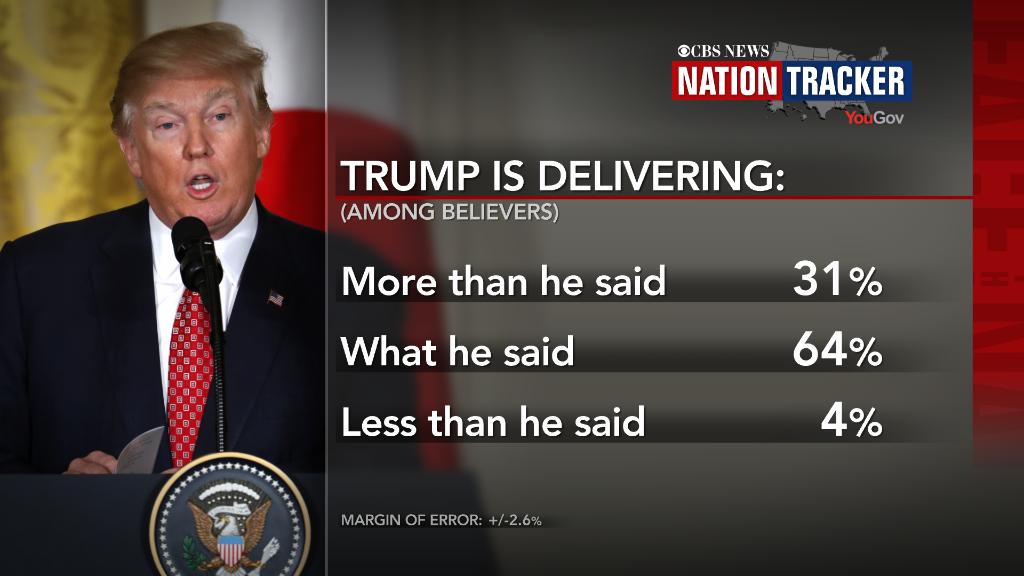 CBS NEWS
NATION TRACKER
YouGov
TRUMP IS DELIVERING:
(AMONG BELIEVERS)
More than he said 31%
What he said 64%
Less than he said 4%
MARGIN OF ERROR: +/-2.6%